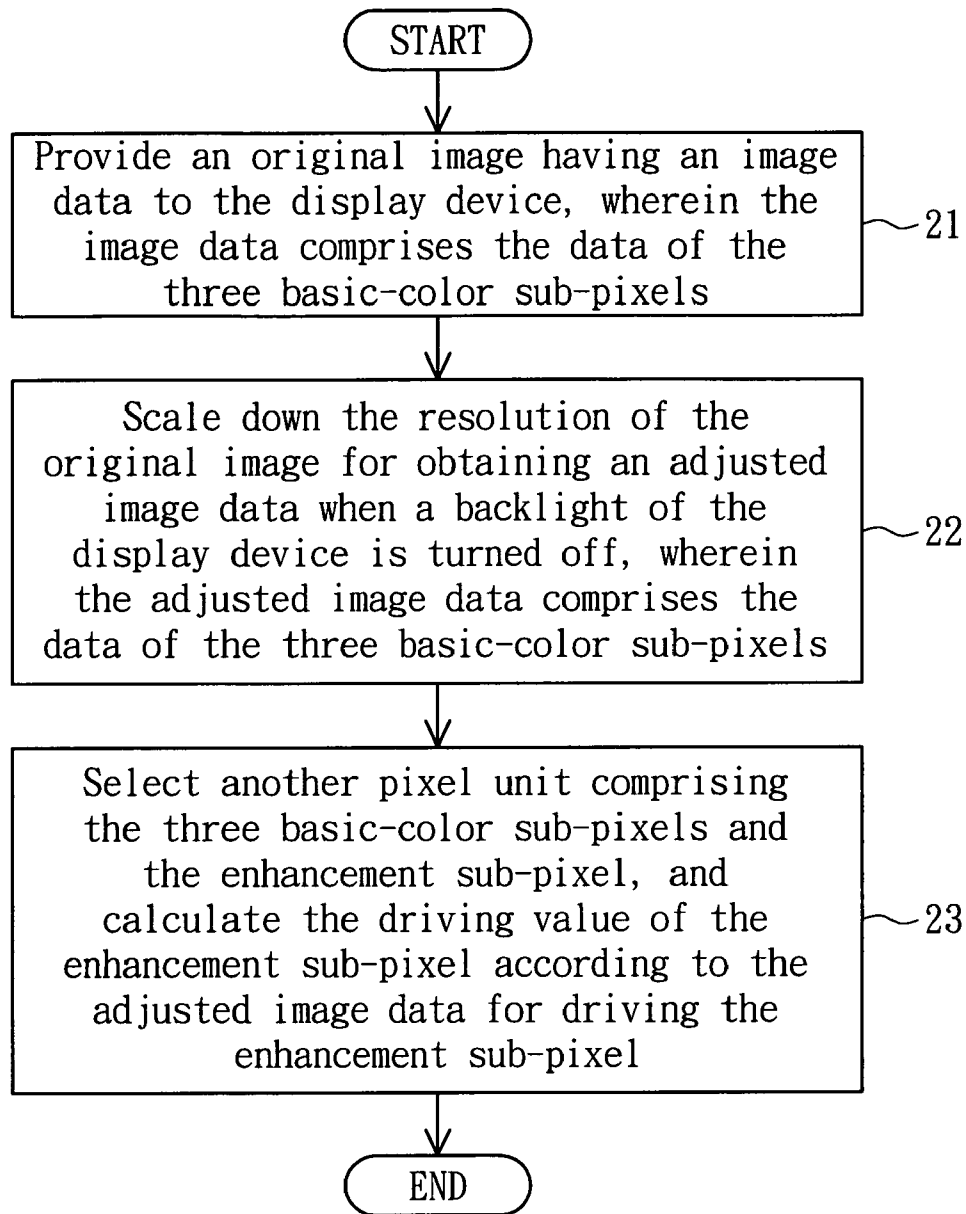 START
Provide an original image having an image
data to the display device, wherein the
image data comprises the data of the
three basic-color sub-pixels
21
Scale down the resolution of the
original image for obtaining an adjusted
image data when a backlight of the
display device is turned off, wherein
the adjusted image data comprises the
data of the three basic-color sub-pixels
22
Select another pixel unit comprising
the three basic-color sub-pixels and
the enhancement sub-pixel, and
calculate the driving value of the
enhancement sub-pixel according to the
adjusted image data for driving the
enhancement sub-pixel
23
END